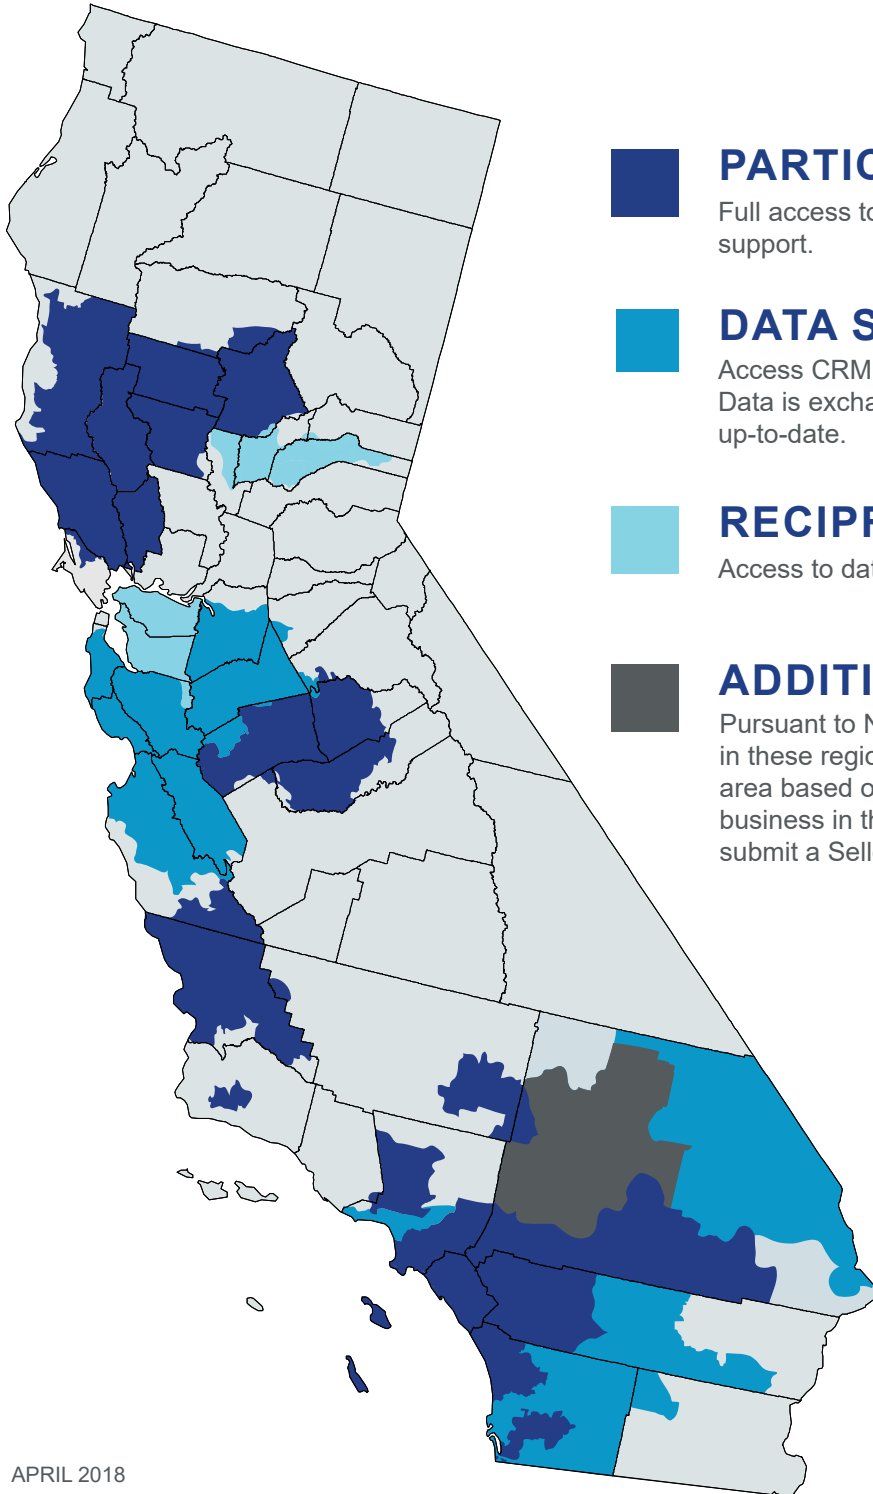 PARTIC
Full access to
support.
DATA S
Access CRM
Data is excha
up-to-date.
RECIPR
Access to dat
ADDITI
Pursuant to N
in these regio
area based o
business in th
submit a Sell
APRIL 2018